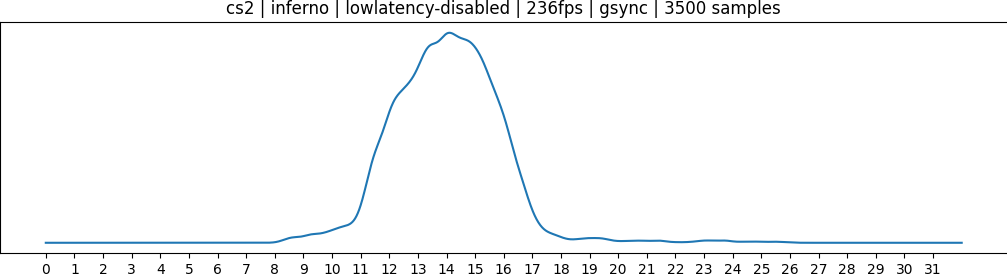 cs2 | inferno | lowlatency-disabled | 236fps | gsync | 3500 samples
0 1 2 3 4 5 6 7 8 9 10 11 12 13 14 15 16 17 18 19 20 21 22 23 24 25 26 27 28 29 30 31